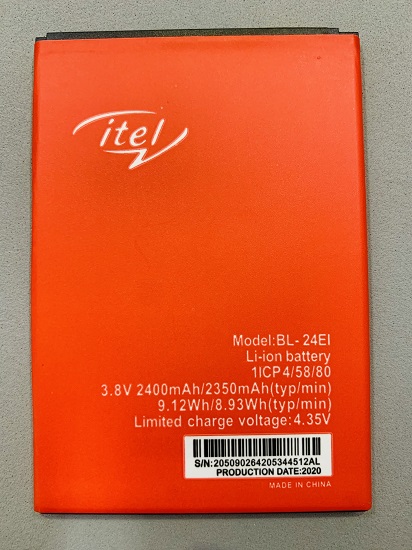 itel
Model:BL-24EI
Li-ion battery
1ICP4/58/80
3.8V 2400mAh/2350mAh(typ/min)
9.12Wh/8.93Wh(typ/min)
Limited charge voltage:4.35V
S/N:205090264205344512AL
PRODUCTION DATE:2020
MADE IN CHINA